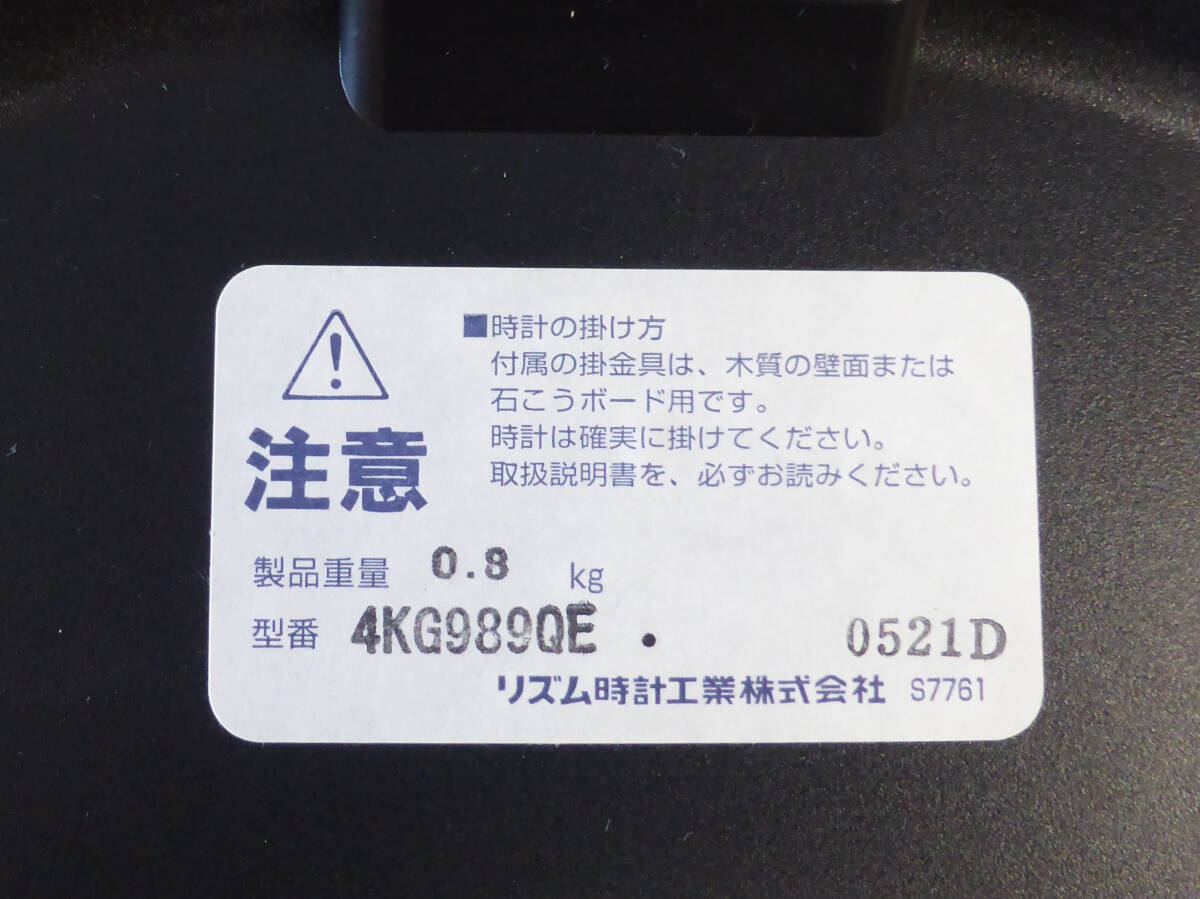 注意
■時計の掛け方
付属の掛金具は、木質の壁面または
石こうボード用です。
時計は確実に掛けてください。
取扱説明書を、必ずお読みください。
製品重量 0.8 kg
型番 4KG989QE . 0521D
リズム時計工業株式会社 S7761